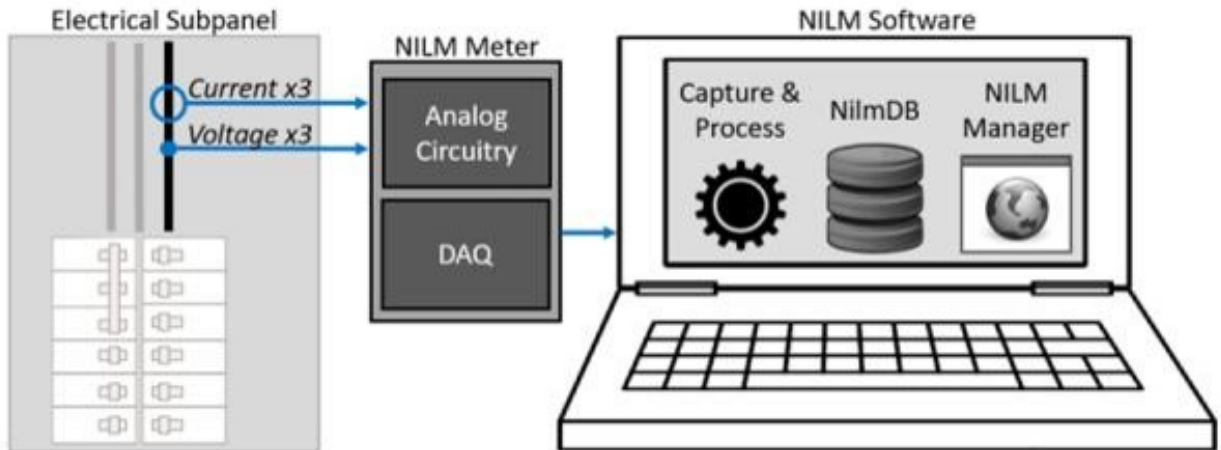 Electrical Subpanel
NILM Meter
NILM Software
Current x3
Voltage x3
Analog
Circuitry
DAQ
Capture &
Process
NilmDB
NILM
Manager